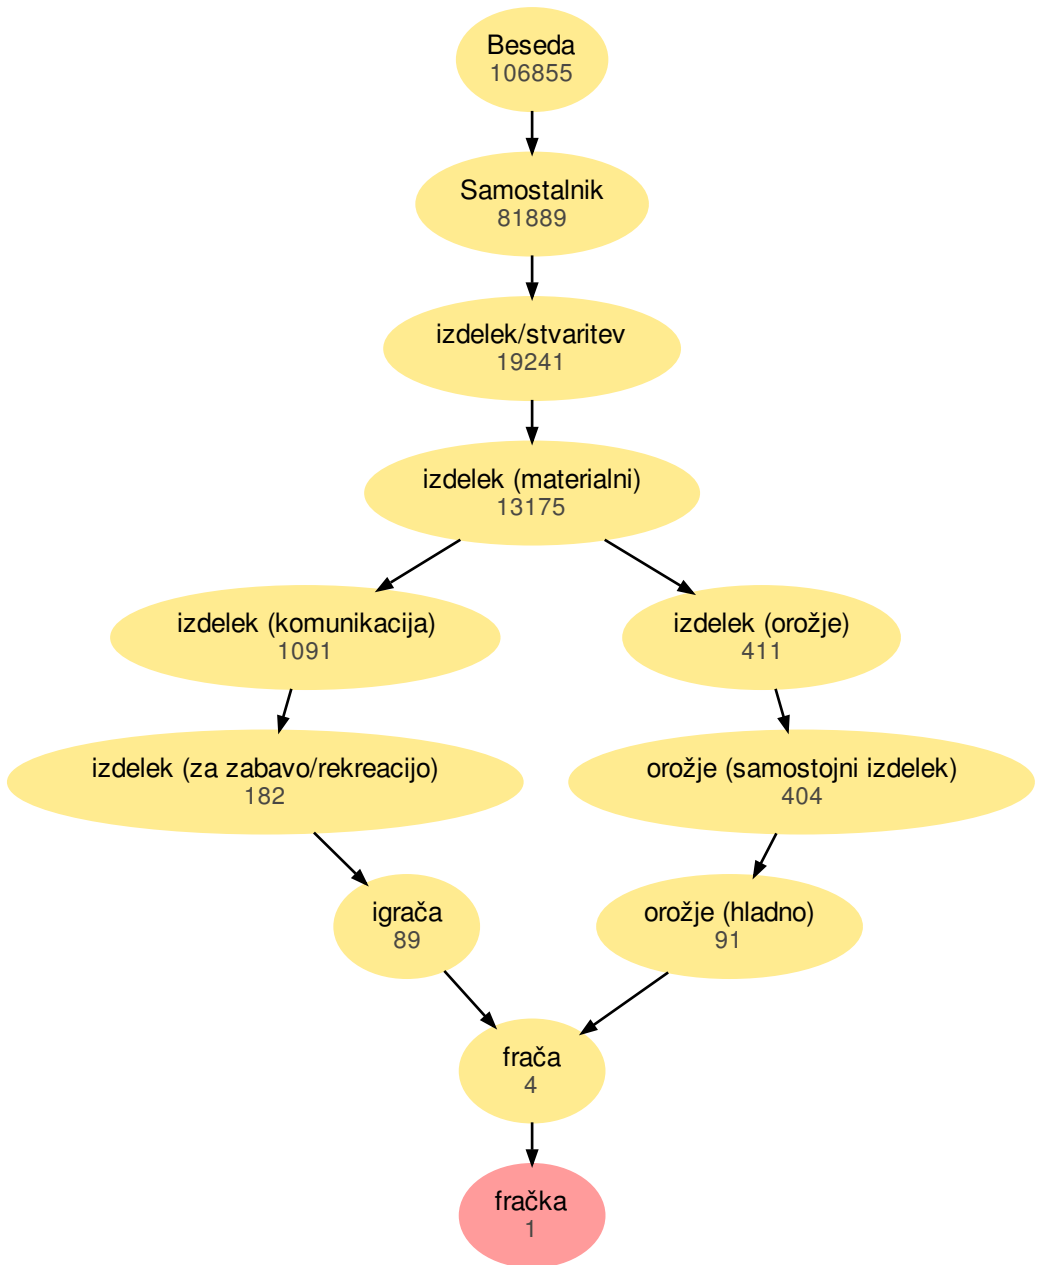 Beseda
106855
Samostalnik
81889
izdelek/stvaritev
19241
izdelek (materialni)
13175
izdelek (komunikacija)
1091
izdelek (orožje)
411
izdelek (za zabavo/rekreacijo)
182
orožje (samostojni izdelek)
404
igrača
89
orožje (hladno)
91
frača
4
fračka
1